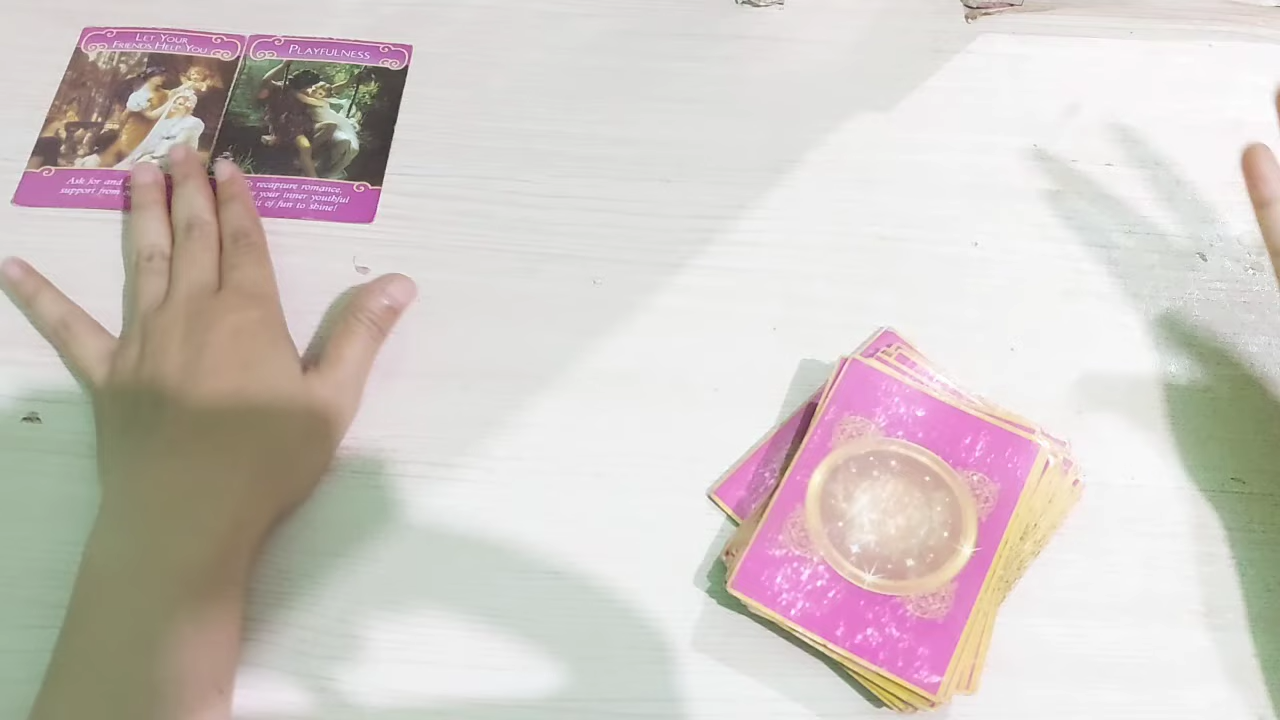 LET YOUR
FRIENDS HELP YOU
Ask for and
support from
PLAYFULNESS
recapture romance,
your inner youthful
of fun to shine!